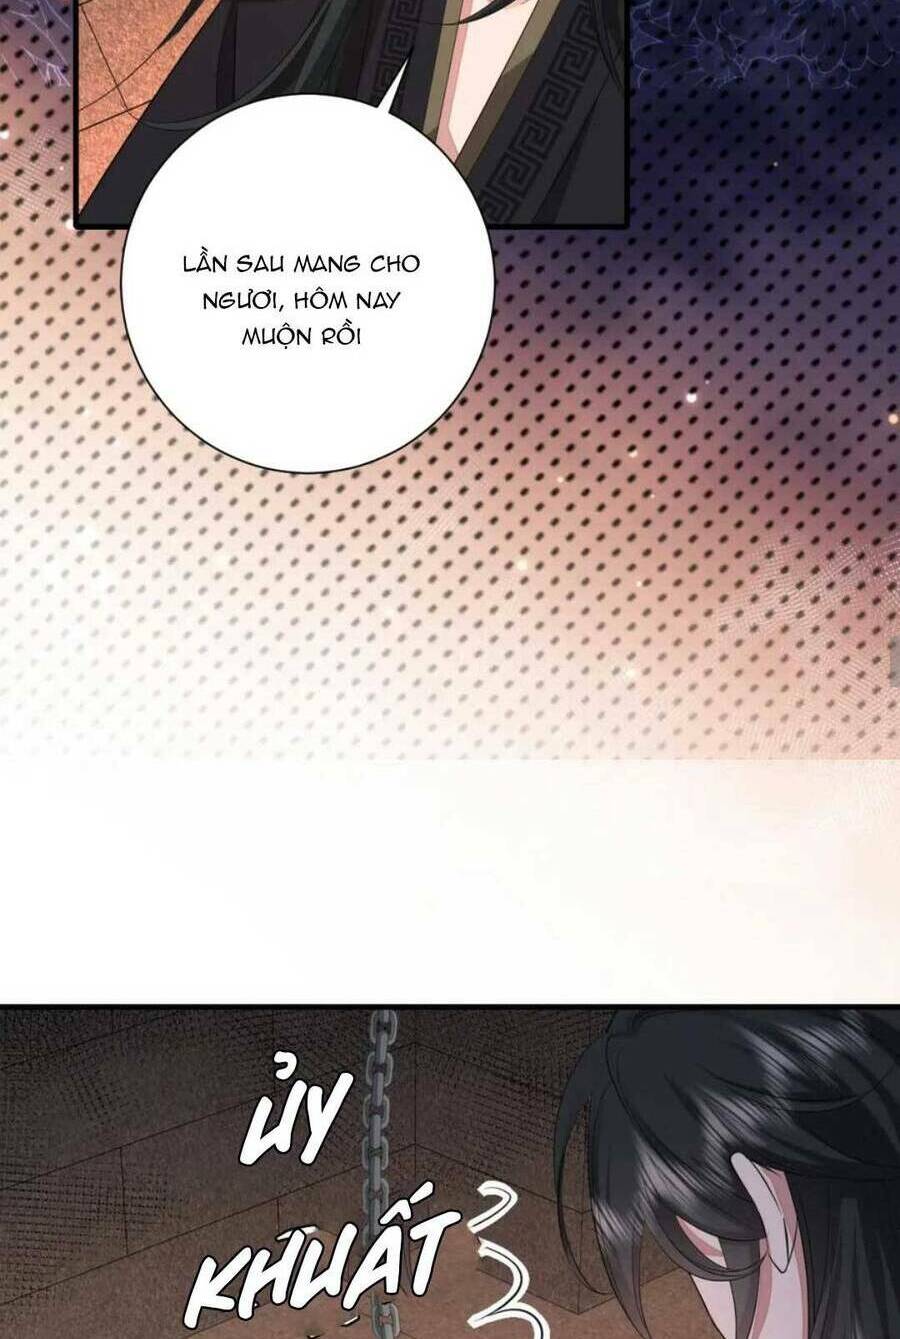 LẦN SAU MANG CHO
NGƯƠI, HÔM NAY
MUỘN RỒI
ỦY
KHUẤT